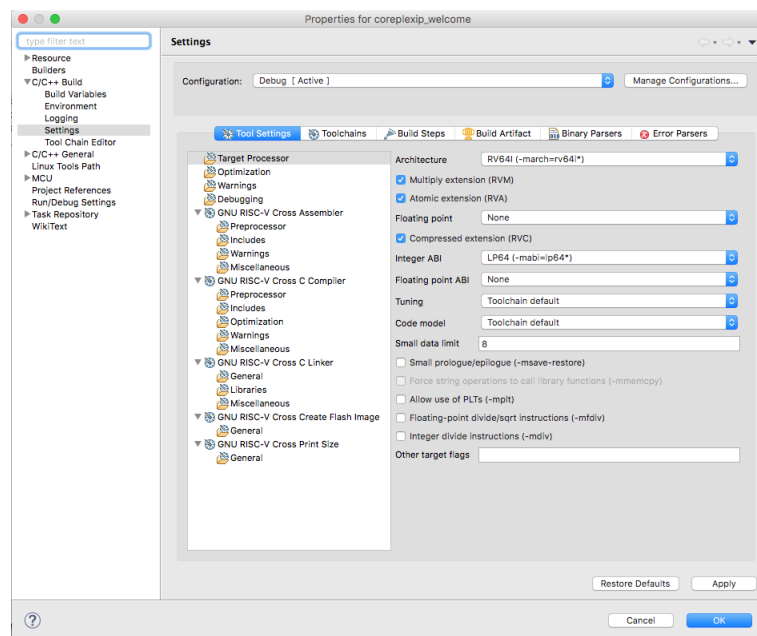 Properties for coreplexip_welcome
type filter text
Settings
Resource
Builders
C/C++ Build
Build Variables
Environment
Logging
Settings
Tool Chain Editor
C/C++ General
Linux Tools Path
MCU
Project References
Run/Debug Settings
Task Repository
WikiText
Configuration: Debug [ Active ] Manage Configurations...
Tool Settings Toolchains Build Steps Build Artifact Binary Parsers Error Parsers
Target Processor
Optimization
Warnings
Debugging
GNU RISC-V Cross Assembler
Preprocessor
Includes
Warnings
Miscellaneous
GNU RISC-V Cross C Compiler
Preprocessor
Includes
Optimization
Warnings
Miscellaneous
GNU RISC-V Cross C Linker
General
Libraries
Miscellaneous
GNU RISC-V Cross Create Flash Image
General
GNU RISC-V Cross Print Size
General
Architecture RV64I (-march=rv64i*)
Multiply extension (RVM)
Atomic extension (RVA)
Floating point None
Compressed extension (RVC)
Integer ABI LP64 (-mabi=lp64*)
Floating point ABI None
Tuning Toolchain default
Code model Toolchain default
Small data limit 8
Small prologue/epilogue (-msave-restore)
Force string operations to call library functions (-mmemcpy)
Allow use of PLTs (-mplt)
Floating-point divide/sqrt instructions (-mfdiv)
Integer divide instructions (-mdiv)
Other target flags
Restore Defaults Apply
? Cancel OK